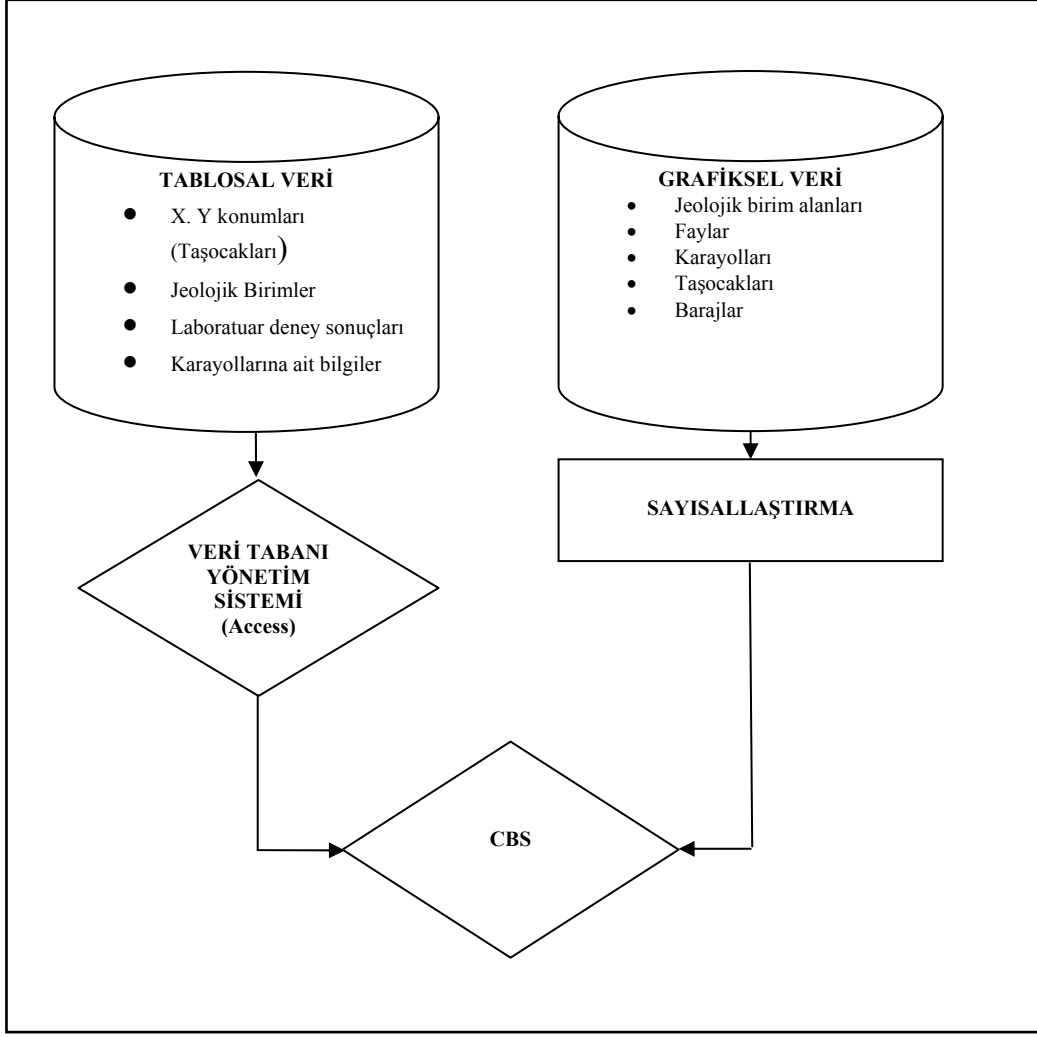 TABLOSAL VERİ
● X. Y konumları
(Taşocakları)
● Jeolojik Birimler
● Laboratuar deney sonuçları
● Karayollarına ait bilgiler
GRAFİKSEL VERİ
• Jeolojik birim alanları
• Faylar
• Karayolları
• Taşocakları
• Barajlar
VERİ TABANI
YÖNETİM
SİSTEMİ
(Access)
SAYISALLAŞTIRMA
CBS